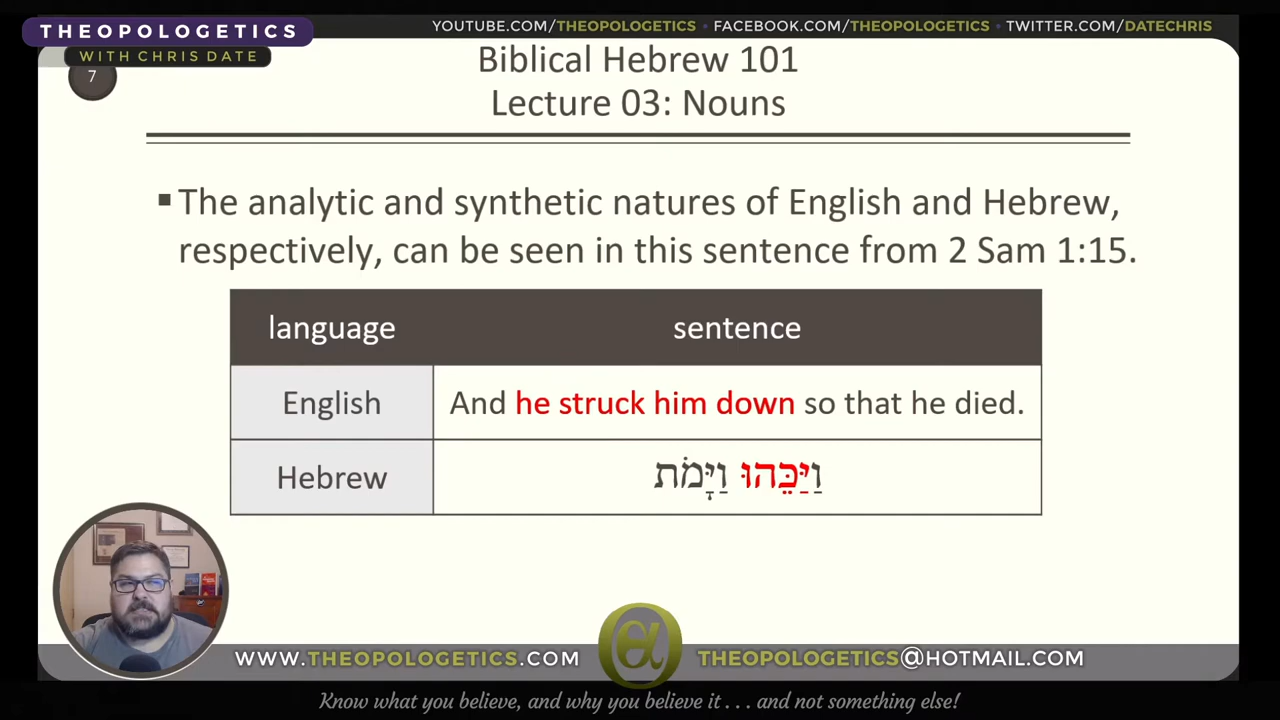 THEOPOLOGETICS
WITH CHRIS DATE
YOUTUBE.COM/THEOPOLOGETICS • FACEBOOK.COM/THEOPOLOGETICS • TWITTER.COM/DATECHRIS
7
Biblical Hebrew 101
Lecture 03: Nouns
▪ The analytic and synthetic natures of English and Hebrew,
respectively, can be seen in this sentence from 2 Sam 1:15.
language sentence
English And he struck him down so that he died.
Hebrew וַיַּכֵּהוּ וַיָּמֹת
WWW.THEOPOLOGETICS.COM THEOPOLOGETICS@HOTMAIL.COM
Know what you believe, and why you believe it . . . and not something else!